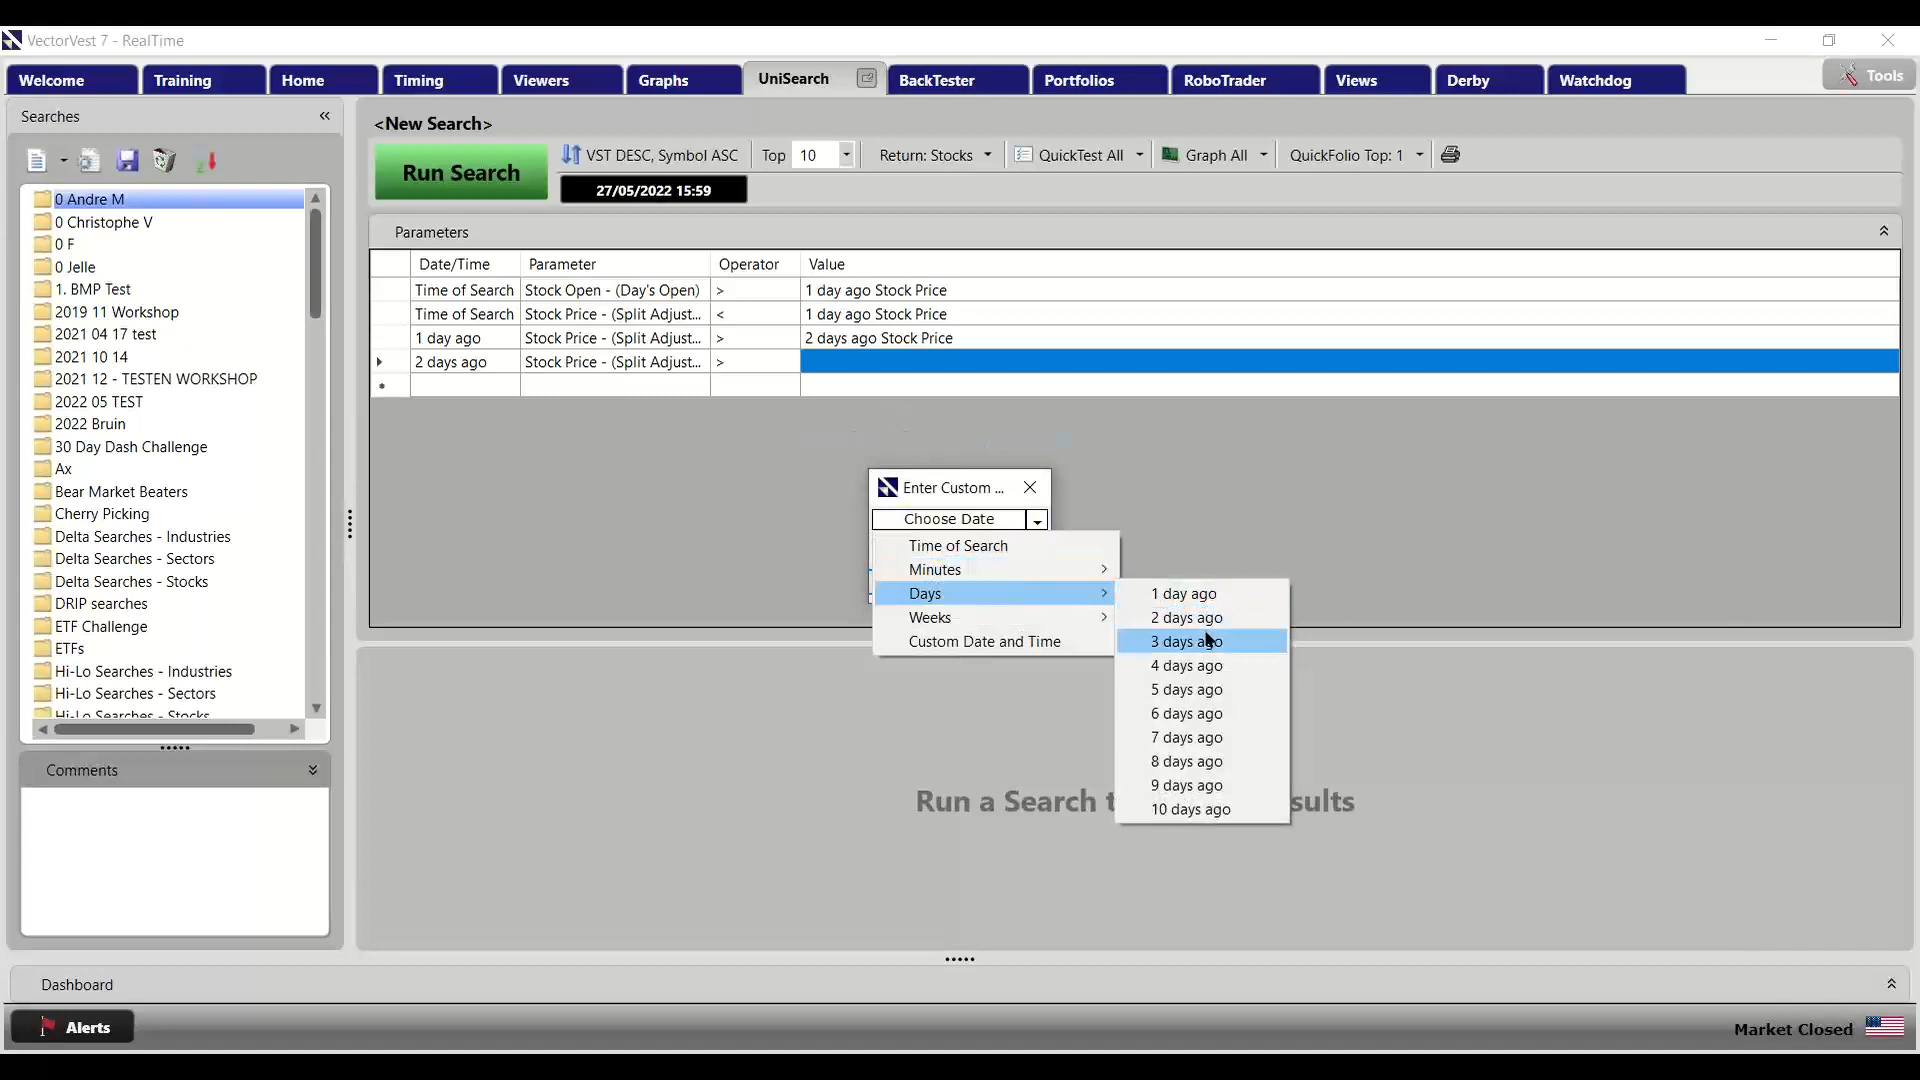 VectorVest 7 - RealTime
Welcome Training Home Timing Viewers Graphs UniSearch BackTester Portfolios RoboTrader Views Derby Watchdog Tools
Searches
<New Search>
Run Search VST DESC, Symbol ASC Top 10 Return: Stocks QuickTest All Graph All QuickFolio Top: 1
27/05/2022 15:59
0 Andre M
0 Christophe V
0 F
0 Jelle
1. BMP Test
2019 11 Workshop
2021 04 17 test
2021 10 14
2021 12 - TESTEN WORKSHOP
2022 05 TEST
2022 Bruin
30 Day Dash Challenge
Ax
Bear Market Beaters
Cherry Picking
Delta Searches - Industries
Delta Searches - Sectors
Delta Searches - Stocks
DRIP searches
ETF Challenge
ETFs
Hi-Lo Searches - Industries
Hi-Lo Searches - Sectors
Hi-Lo Searches - Stocks
Comments
Parameters
Date/Time Parameter Operator Value
Time of Search Stock Open - (Day's Open) > 1 day ago Stock Price
Time of Search Stock Price - (Split Adjust... < 1 day ago Stock Price
1 day ago Stock Price - (Split Adjust... > 2 days ago Stock Price
2 days ago Stock Price - (Split Adjust... >
Enter Custom ...
Choose Date
Time of Search
Minutes
Days
Weeks
Custom Date and Time
1 day ago
2 days ago
3 days ago
4 days ago
5 days ago
6 days ago
7 days ago
8 days ago
9 days ago
10 days ago
Run a Search t sults
Dashboard
Alerts
Market Closed